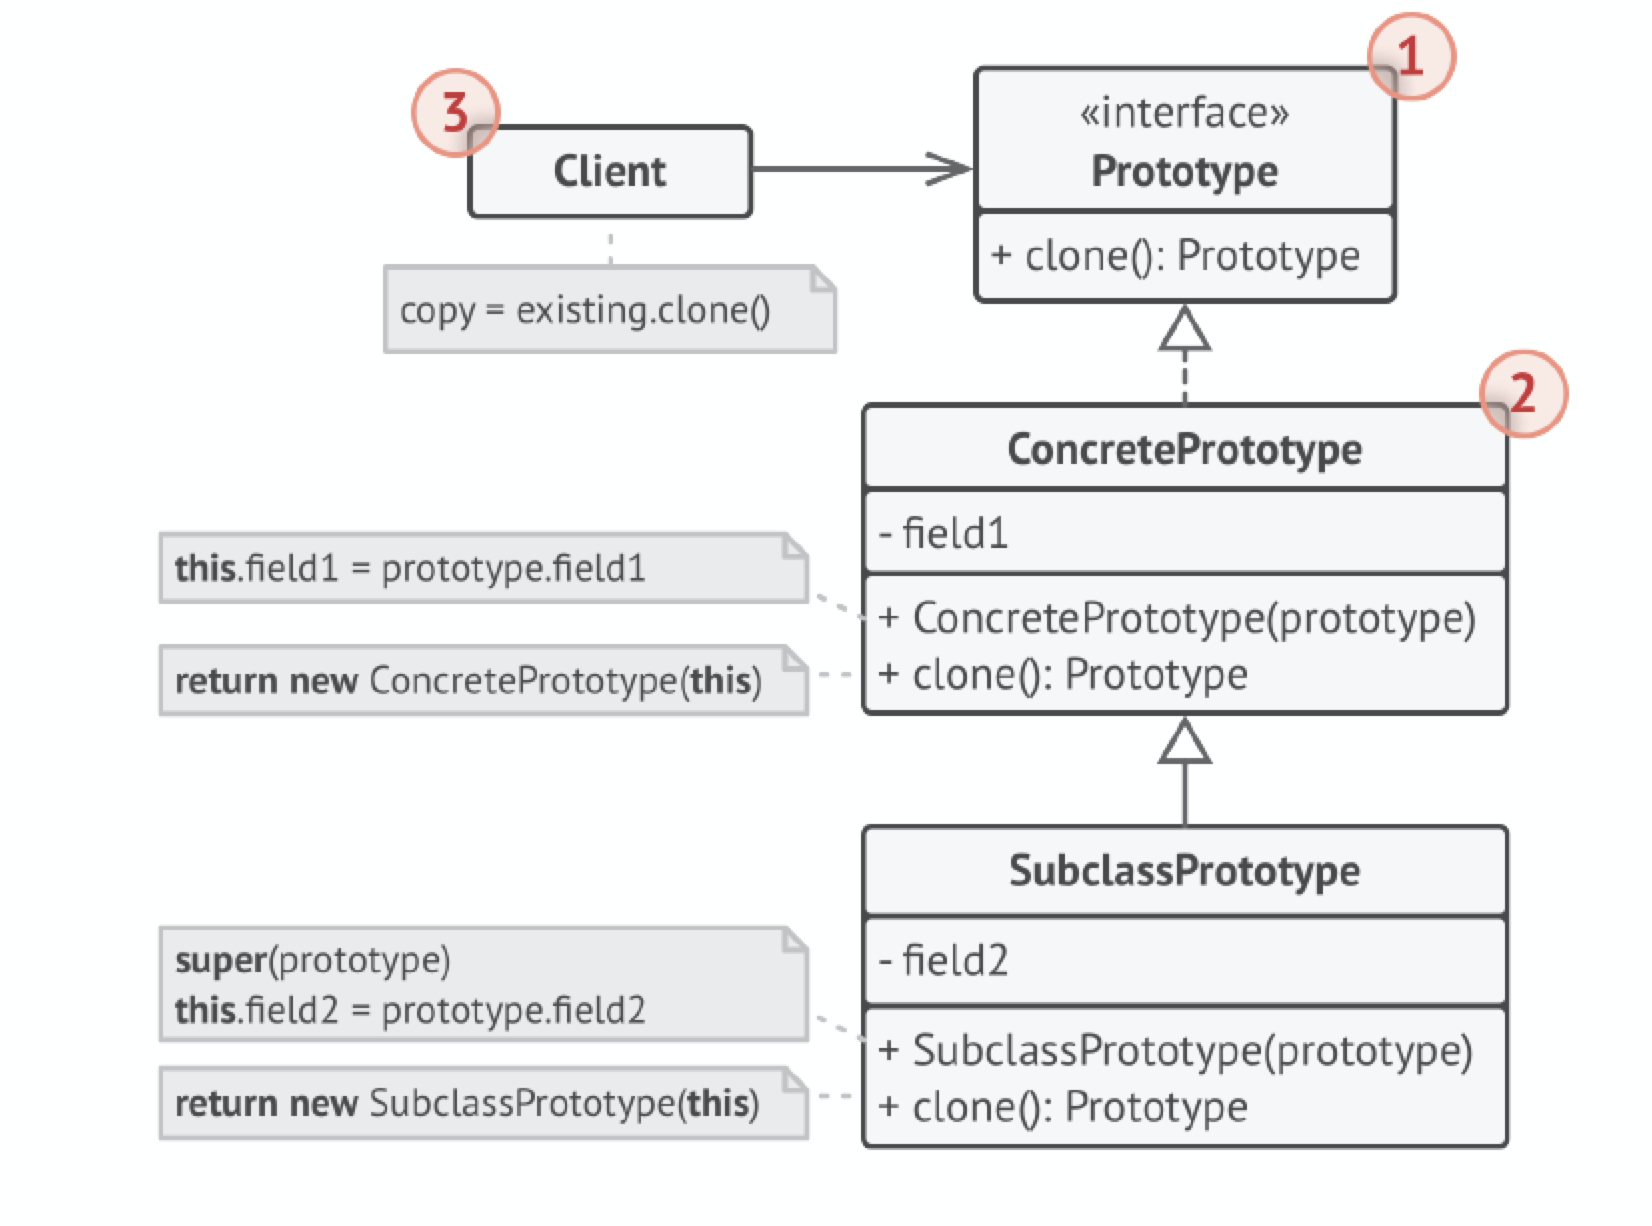 3
Client
copy = existing.clone()
1
«interface»
Prototype
+ clone(): Prototype
2
ConcretePrototype
- field1
+ ConcretePrototype(prototype)
+ clone(): Prototype
this.field1 = prototype.field1
return new ConcretePrototype(this)
SubclassPrototype
- field2
+ SubclassPrototype(prototype)
+ clone(): Prototype
super(prototype)
this.field2 = prototype.field2
return new SubclassPrototype(this)